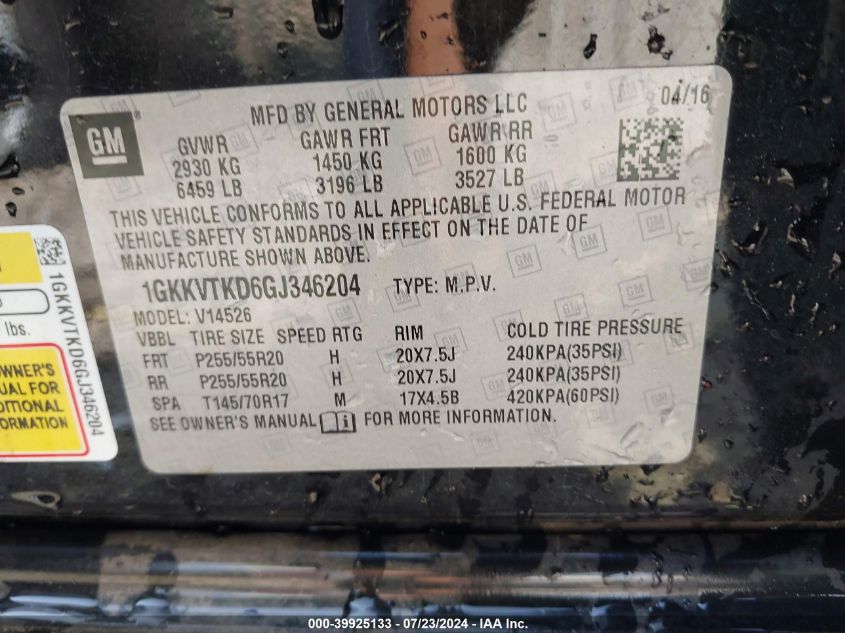 MFD BY GENERAL MOTORS LLC
04/16
GM
GVWR GAWR FRT GAWR RR
2930 KG 1450 KG 1600 KG
6459 LB 3196 LB 3527 LB
THIS VEHICLE CONFORMS TO ALL APPLICABLE U.S. FEDERAL MOTOR
VEHICLE SAFETY STANDARDS IN EFFECT ON THE DATE OF
MANUFACTURE SHOWN ABOVE.
1GKKVTKD6GJ346204 TYPE: M.P.V.
MODEL: V14526
VBBL TIRE SIZE SPEED RTG RIM COLD TIRE PRESSURE
FRT P255/55R20 H 20X7.5J 240KPA(35PSI)
RR P255/55R20 H 20X7.5J 240KPA(35PSI)
SPA T145/70R17 M 17X4.5B 420KPA(60PSI)
SEE OWNER'S MANUAL i FOR MORE INFORMATION.
1GKKVTKD6GJ346204
lbs.
OWNER'S
FOR
000-39925133 - 07/23/2024 - IAA Inc.